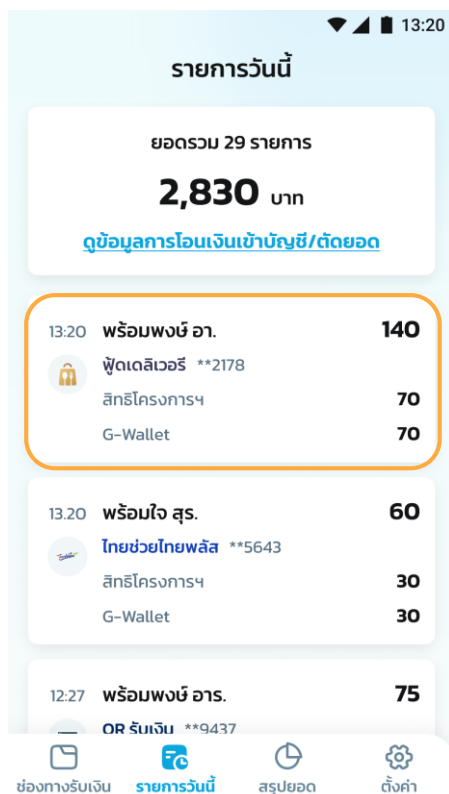 13:20
รายการวันนี้
ยอดรวม 29 รายการ
2,830 บาท
ดูข้อมูลการโอนเงินเข้าบัญชี/ตัดยอด
13:20 พร้อมพงษ์ อา. 140
ฟู้ดเดลิเวอรี **2178
สิทธิโครงการฯ 70
G-Wallet 70
13.20 พร้อมใจ สุร. 60
ไทยช่วยไทยพลัส **5643
สิทธิโครงการฯ 30
G-Wallet 30
12:27 พร้อมพงษ์ อาร. 75
QR รับเงิน **9437
ช่องทางรับเงิน รายการวันนี้ สรุปยอด ตั้งค่า